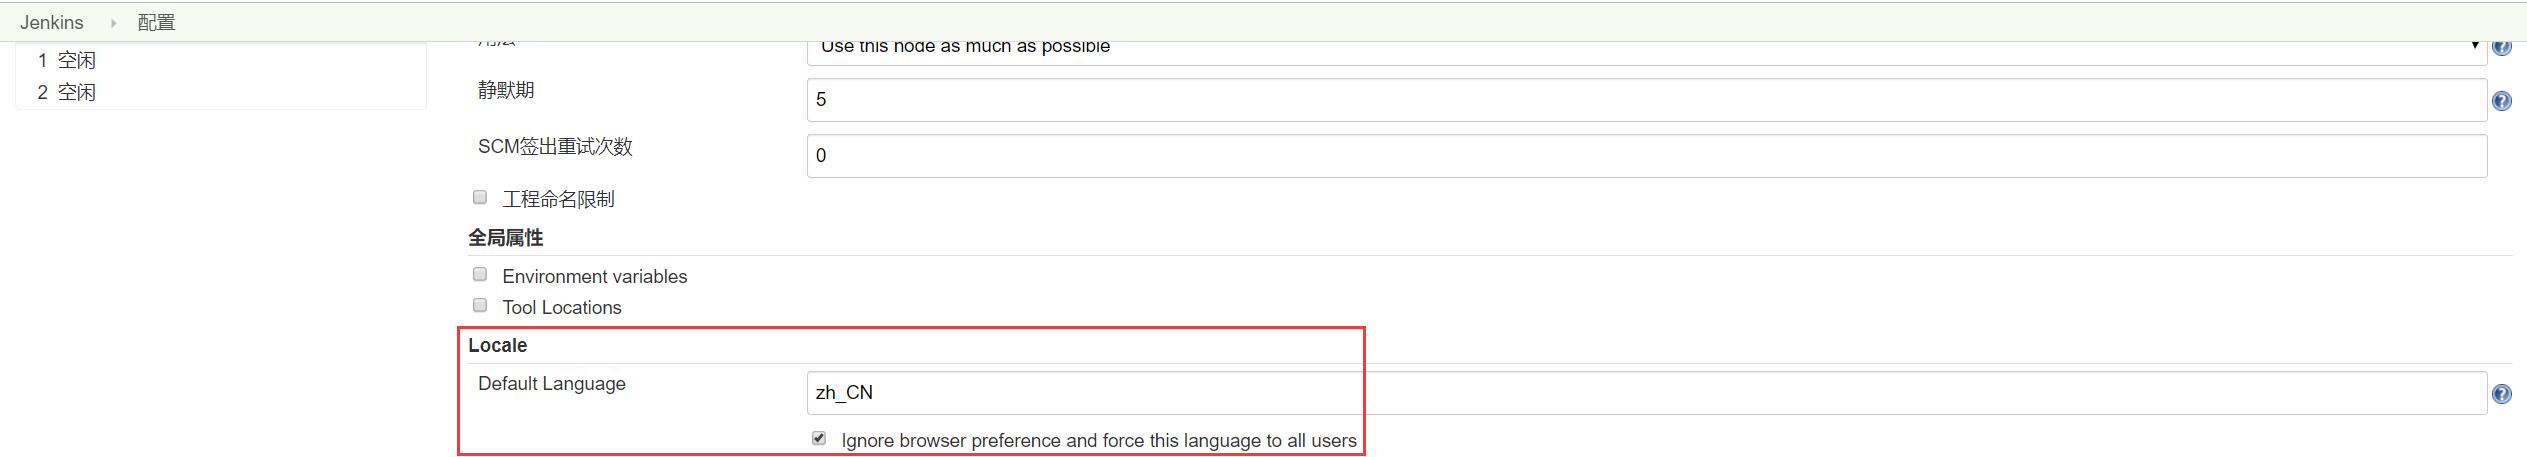 Jenkins 配置
1 空闲
2 空闲
用法 Use this node as much as possible
静默期 5
SCM签出重试次数 0
工程命名限制
全局属性
Environment variables
Tool Locations
Locale
Default Language zh_CN
Ignore browser preference and force this language to all users